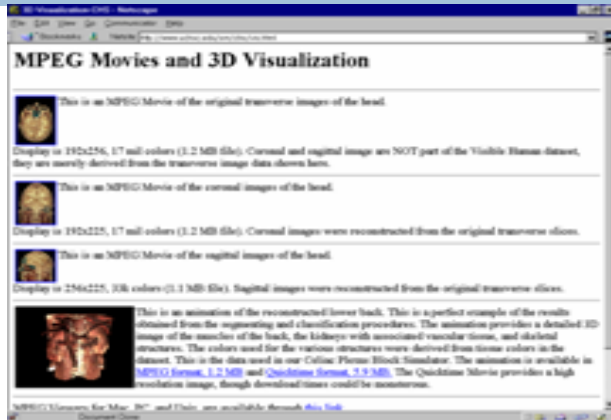 3D Visualization CHS - Netscape
File Edit View Go Communicator Help
Bookmarks Netsite:
MPEG Movies and 3D Visualization
This is an MPEG Movie of the original transverse images of the head.
Display is 192x256, 17 mil colors (1.2 MB file). Coronal and sagittal image are NOT part of the Visible Human dataset,
they are merely derived from the transverse image data shown here.
This is an MPEG Movie of the coronal images of the head.
Display is 192x225, 17 mil colors (1.2 MB file). Coronal images were reconstructed from the original transverse slices.
This is an MPEG Movie of the sagittal images of the head.
Display is 256x225, 33k colors (1.1 MB file). Sagittal images were reconstructed from the original transverse slices.
This is an animation of the reconstructed lower back. This is a perfect example of the results
obtained from the segmenting and classification procedures. The animation provides a detailed 3D
image of the muscles of the back, the kidneys with associated vascular tissue, and skeletal
structures. The colors used for the various structures were derived from tissue colors in the
dataset. This is the data used in our Celiac Plexus Block Simulator. The animation is available in
MPEG format, 1.2 MB and Quicktime format, 5.9 MB. The Quicktime Movie provides a high
resolution image, though download times could be monstrous.
MPEG Viewers for Mac, PC, and Unix, are available through this link
Document Done